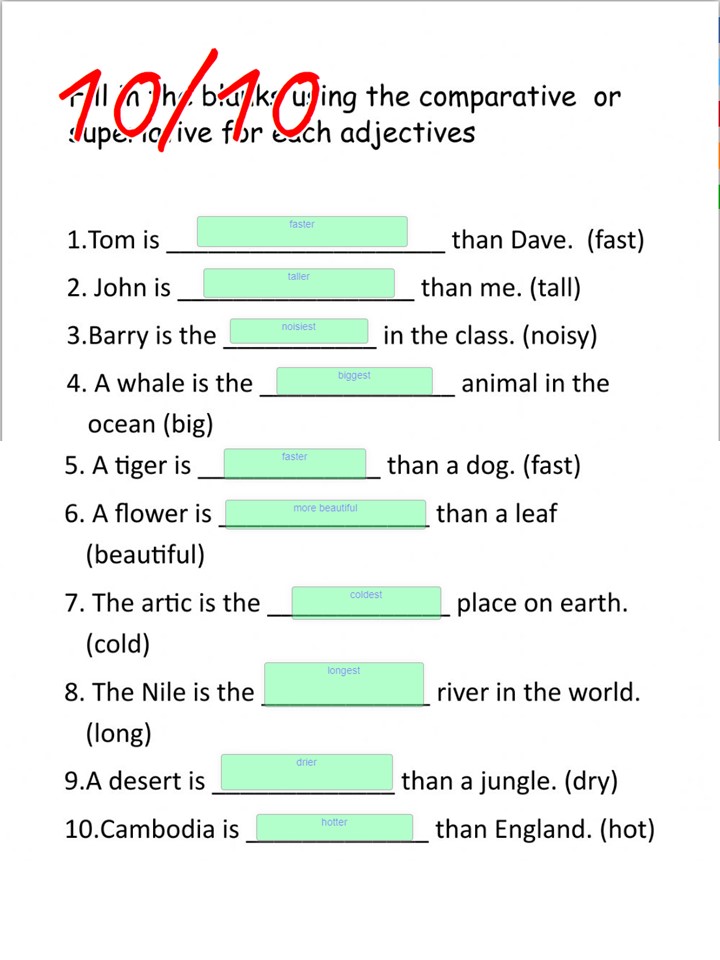 10/10
Fill in the blanks using the comparative or
superlative for each adjectives
1.Tom is faster than Dave. (fast)
2. John is taller than me. (tall)
3.Barry is the noisiest in the class. (noisy)
4. A whale is the biggest animal in the
ocean (big)
5. A tiger is faster than a dog. (fast)
6. A flower is more beautiful than a leaf
(beautiful)
7. The artic is the coldest place on earth.
(cold)
8. The Nile is the longest river in the world.
(long)
9.A desert is drier than a jungle. (dry)
10.Cambodia is hotter than England. (hot)